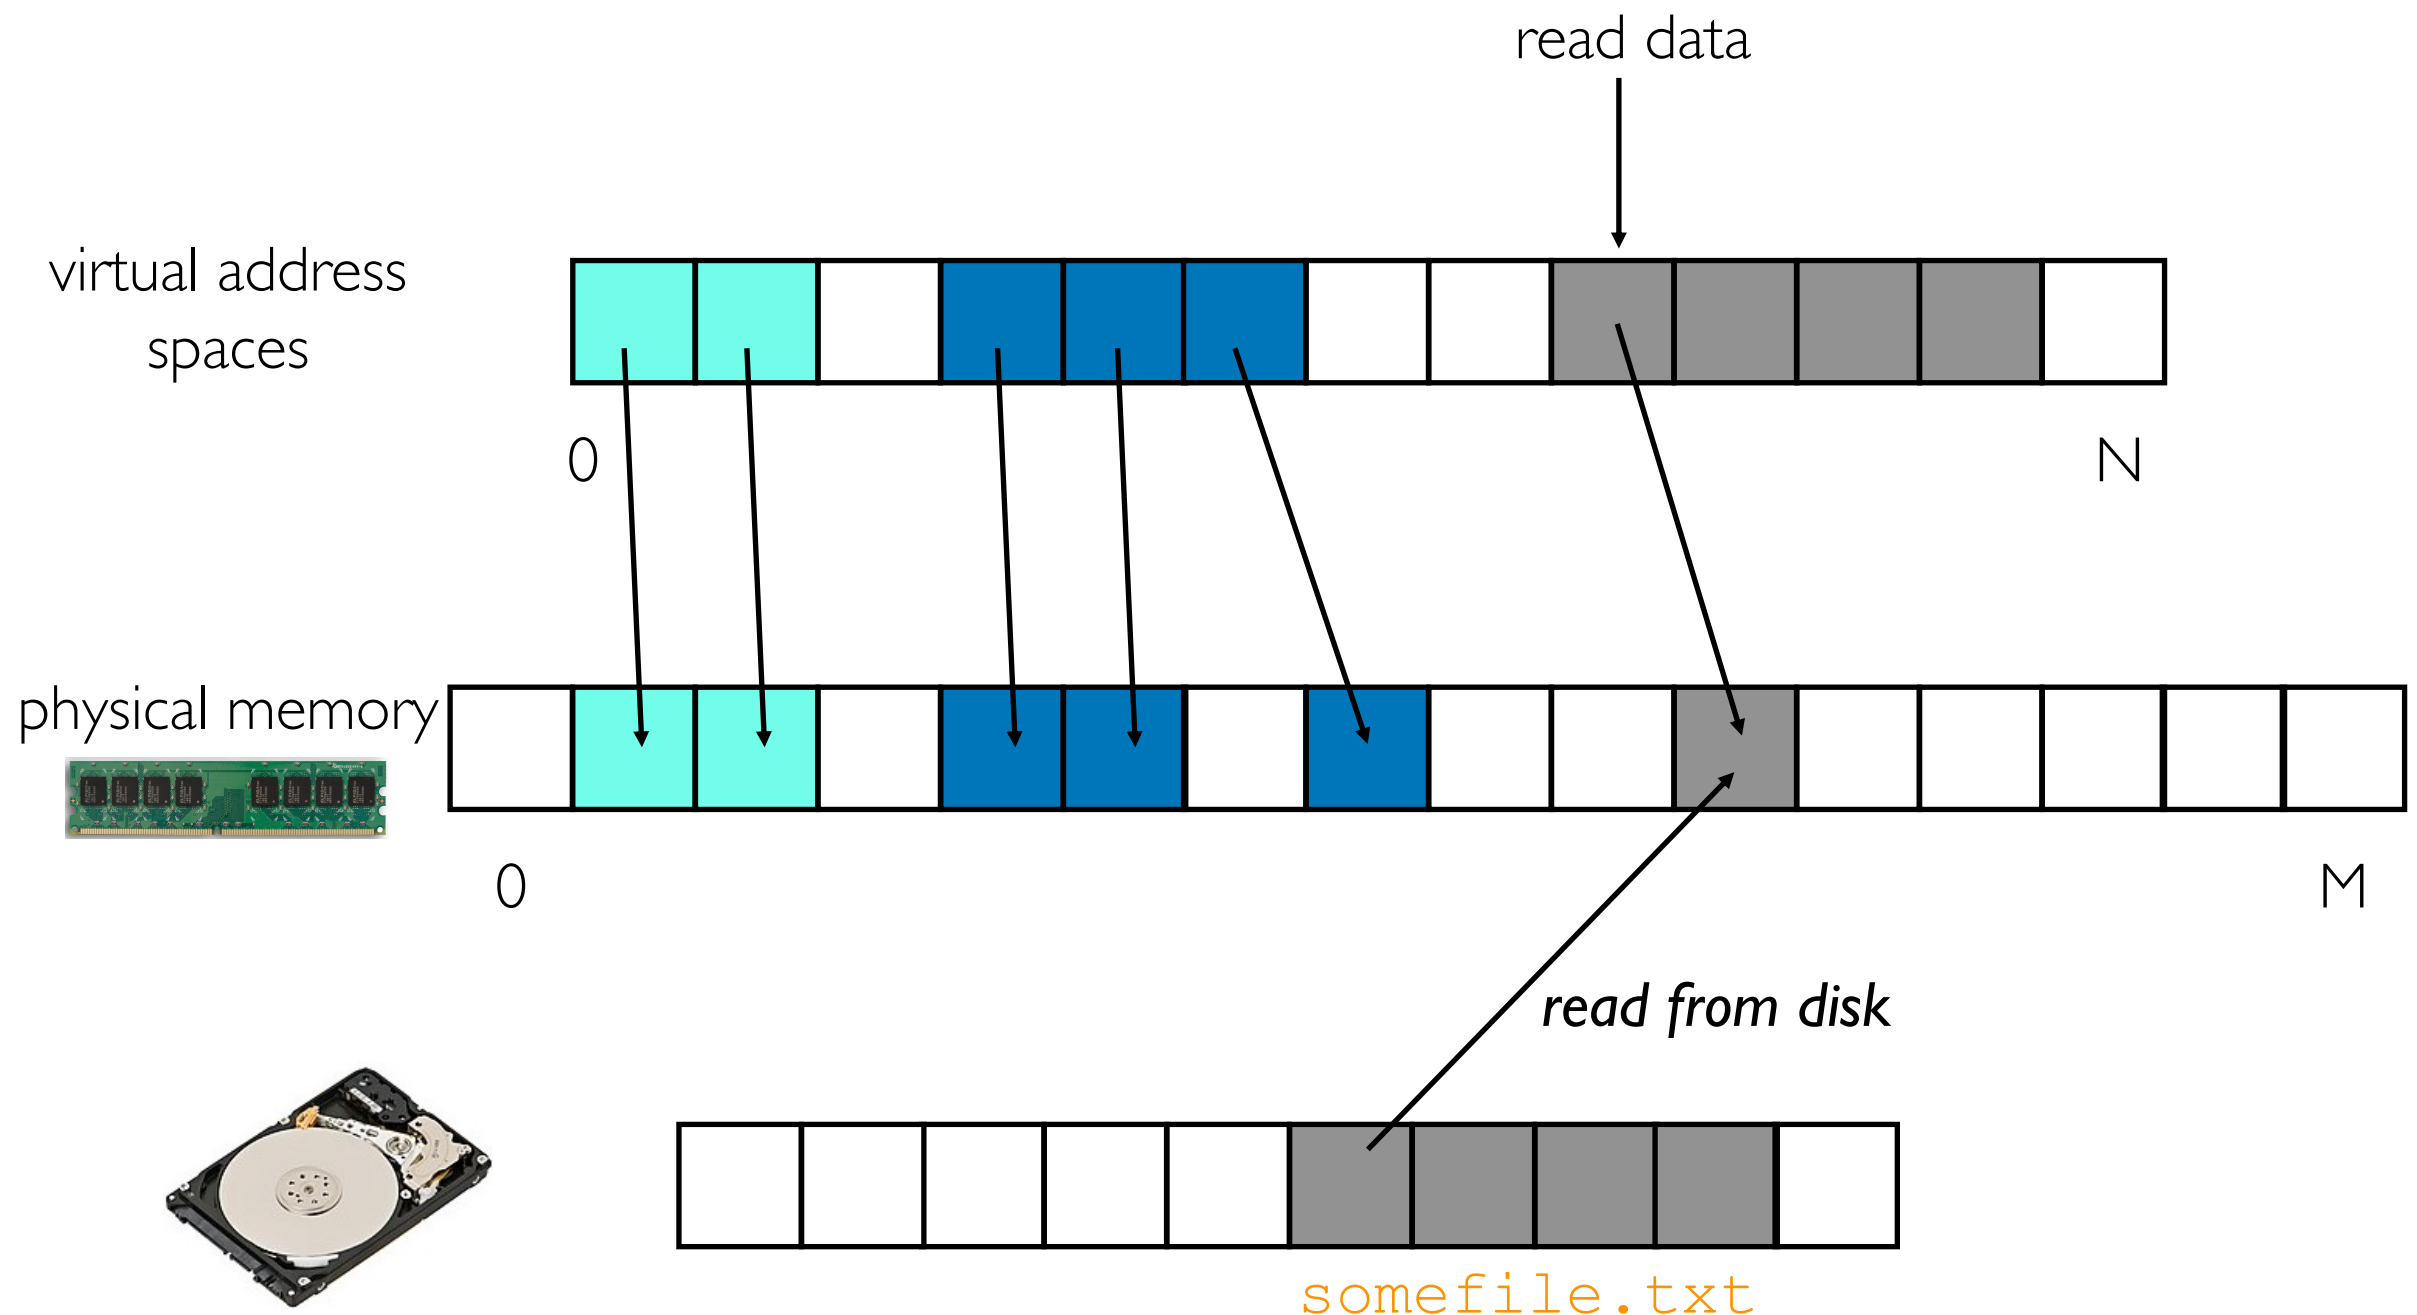 read data
virtual address
spaces
0
N
physical memory
0
M
read from disk
somefile.txt